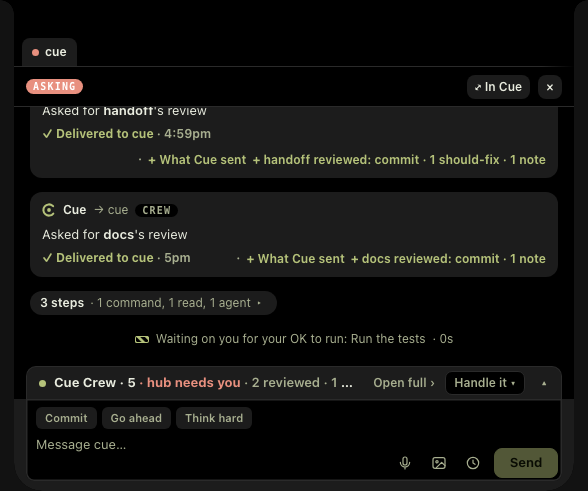 cue
ASKING
In Cue
×
Asked for handoff's review
✓ Delivered to cue · 4:59pm
· + What Cue sent + handoff reviewed: commit · 1 should-fix · 1 note
Cue → cue CREW
Asked for docs's review
✓ Delivered to cue · 5pm · + What Cue sent + docs reviewed: commit · 1 note
3 steps · 1 command, 1 read, 1 agent
Waiting on you for your OK to run: Run the tests · 0s
Cue Crew · 5 · hub needs you · 2 reviewed · 1 ... Open full › Handle it
Commit Go ahead Think hard
Message cue...
Send